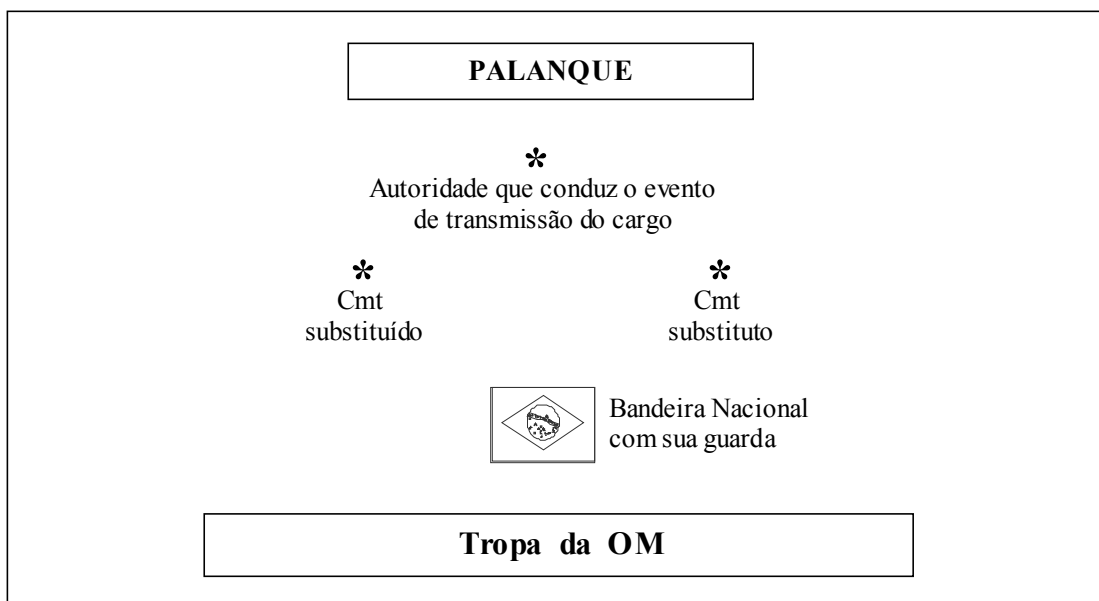 PALANQUE
*
Autoridade que conduz o evento
de transmissão do cargo
*
Cmt
substituído
*
Cmt
substituto
Bandeira Nacional
com sua guarda
Tropa da OM